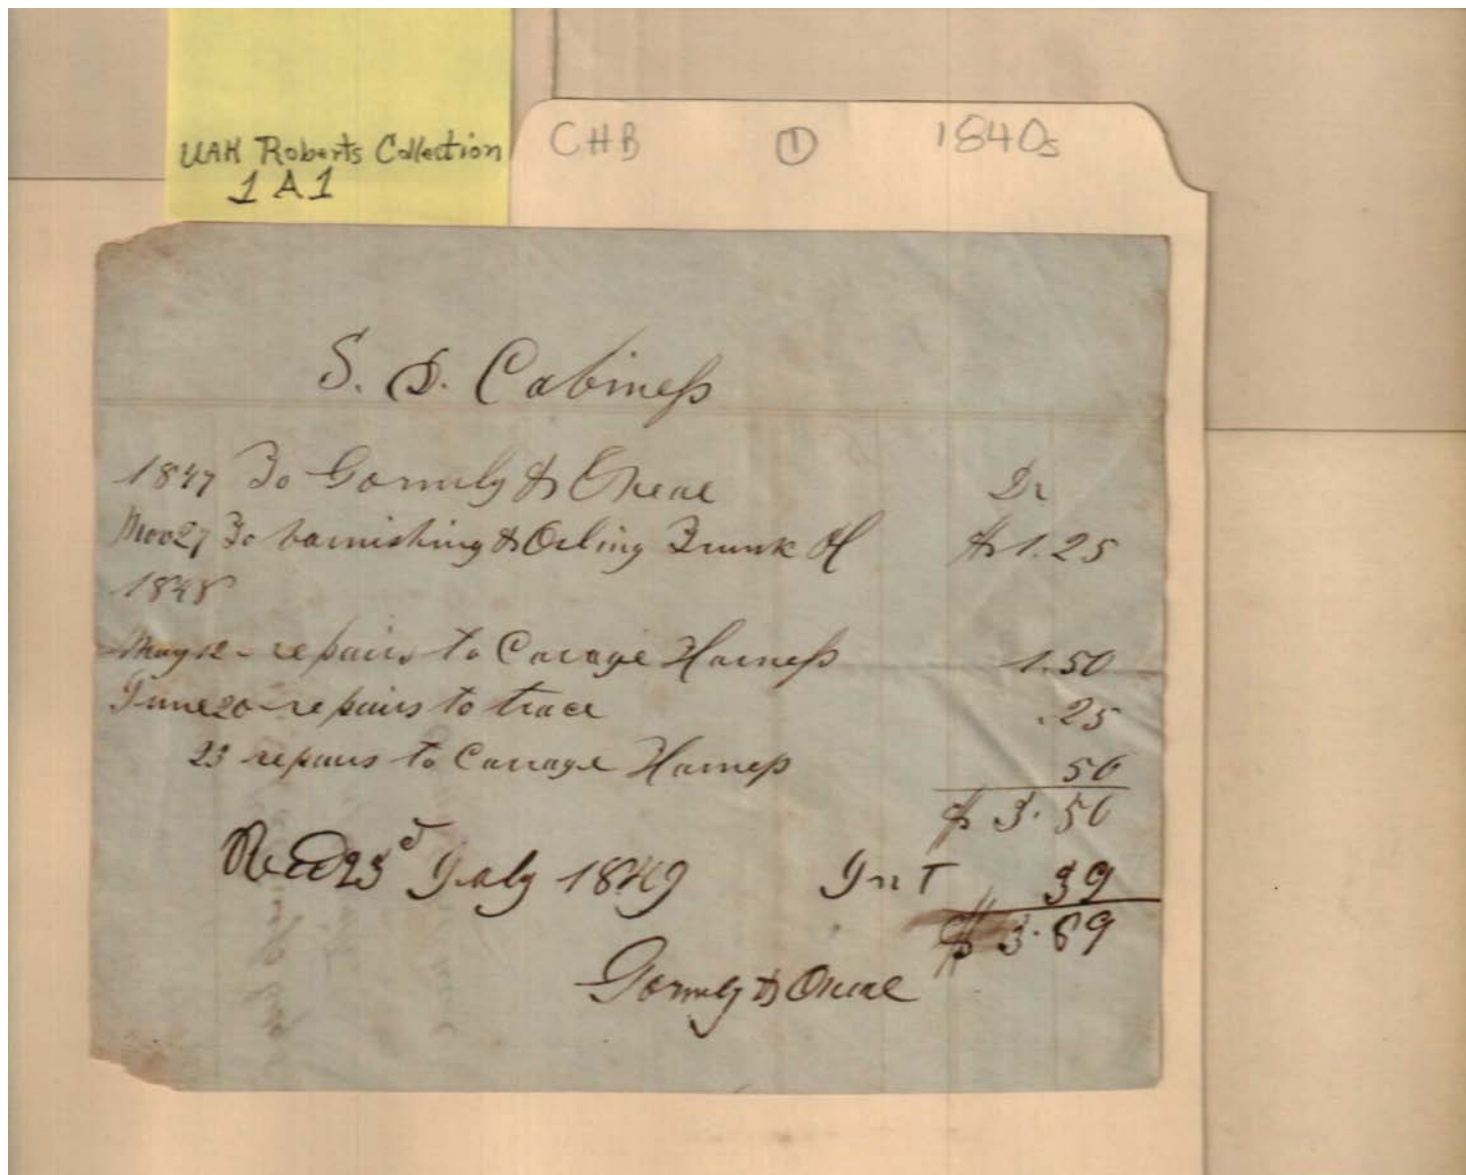 UAH Roberts Collection
1 A 1
CHB ① 1840s
S. D. Cabiness
1847 To Gormly & Oneal Dr
Nov 27 To varnishing & Oiling Trunk $1.25
1848
May 12 - repairs to Carage Harness 1.50
June 20 - repairs to trace .25
23 repairs to Carrage Harness 50
$ 3.50
Recd 23d July 1849 Int 39
$ 3.89
Gormly & Oneal